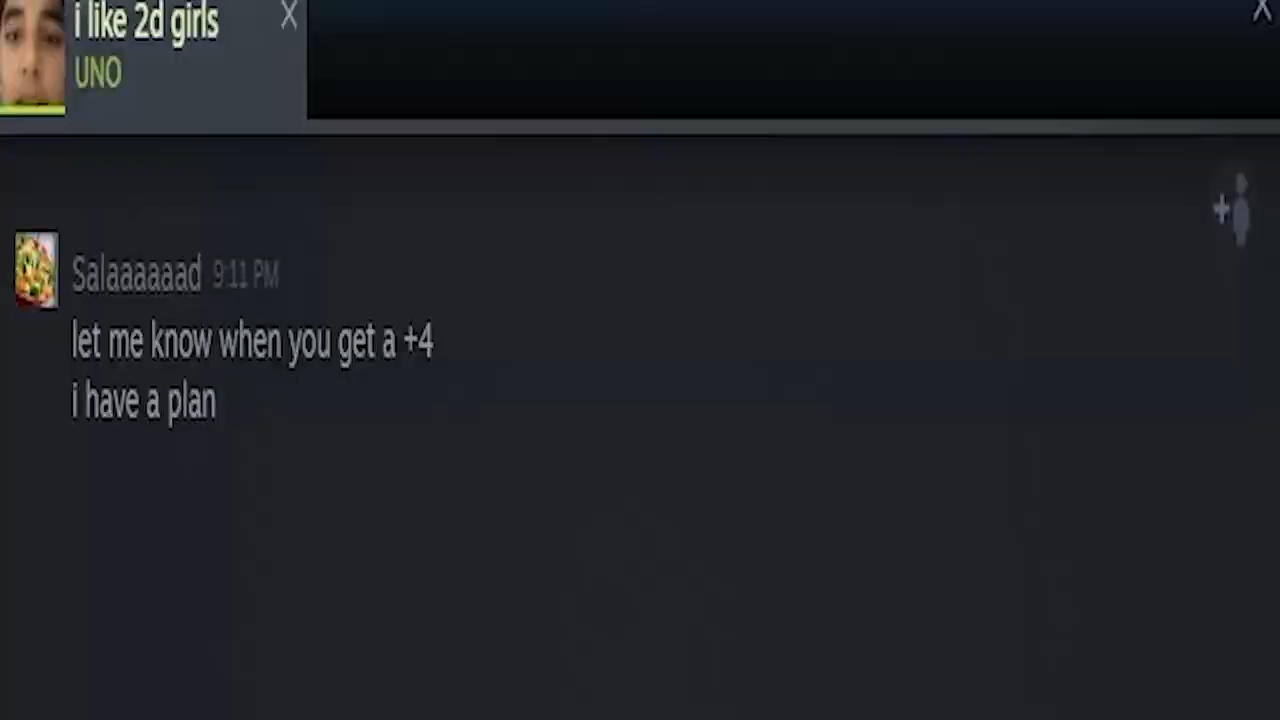 i like 2d girls
UNO
Salaaaaaad 9:11 PM
let me know when you get a +4
i have a plan